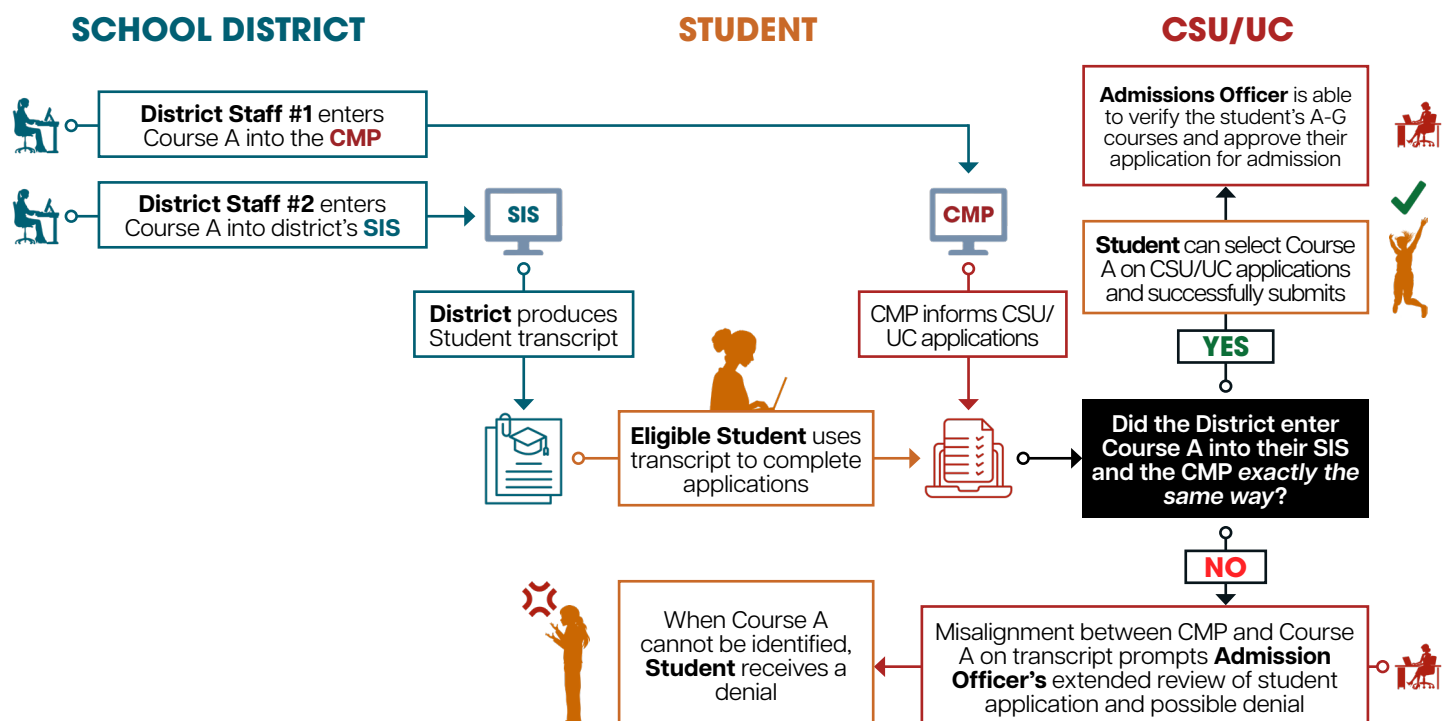 SCHOOL DISTRICT
STUDENT
CSU/UC
District Staff #1 enters
Course A into the CMP
District Staff #2 enters
Course A into district's SIS
SIS
CMP
Admissions Officer is able
to verify the student's A-G
courses and approve their
application for admission
Student can select Course
A on CSU/UC applications
and successfully submits
YES
District produces
Student transcript
CMP informs CSU/
UC applications
Eligible Student uses
transcript to complete
applications
Did the District enter
Course A into their SIS
and the CMP exactly the
same way?
NO
When Course A
cannot be identified,
Student receives a
denial
Misalignment between CMP and Course
A on transcript prompts Admission
Officer's extended review of student
application and possible denial